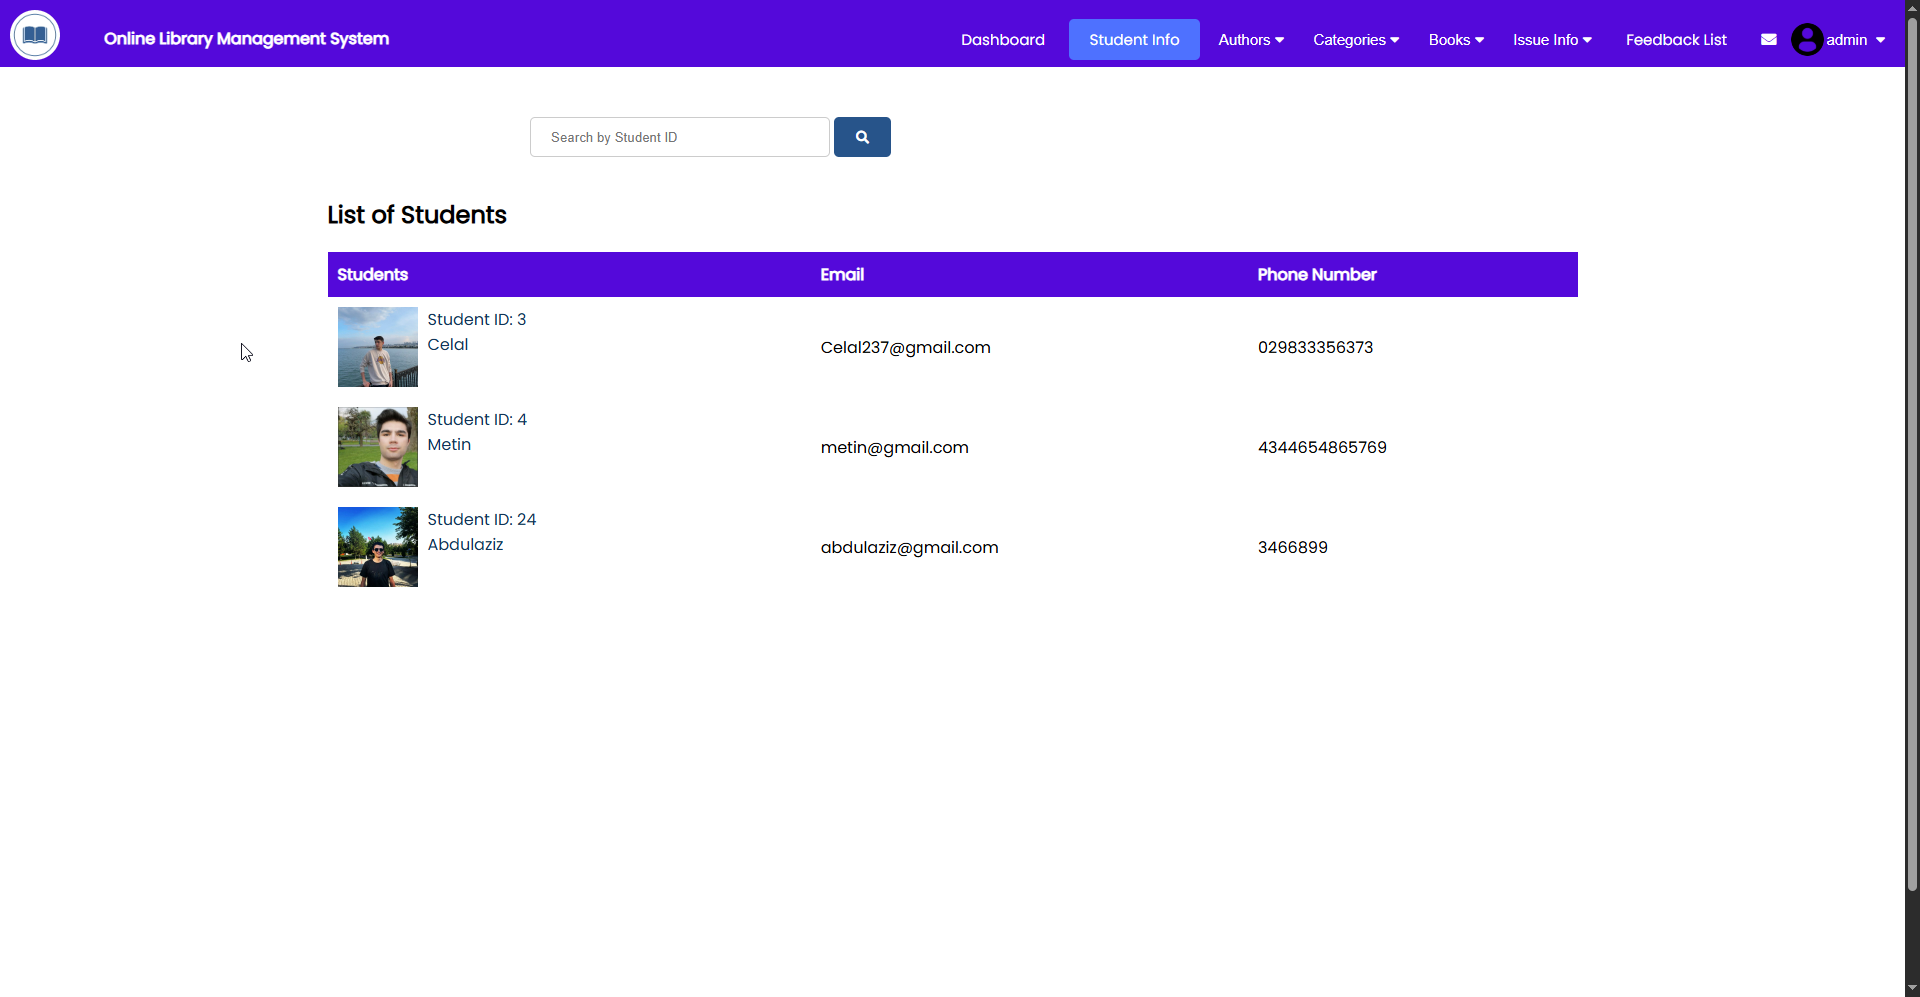 Online Library Management System
Dashboard
Student Info
Authors
Categories
Books
Issue Info
Feedback List
admin
Search by Student ID
List of Students
Students Email Phone Number
Student ID: 3
Celal
Celal237@gmail.com
029833356373
Student ID: 4
Metin
metin@gmail.com
4344654865769
Student ID: 24
Abdulaziz
abdulaziz@gmail.com
3466899